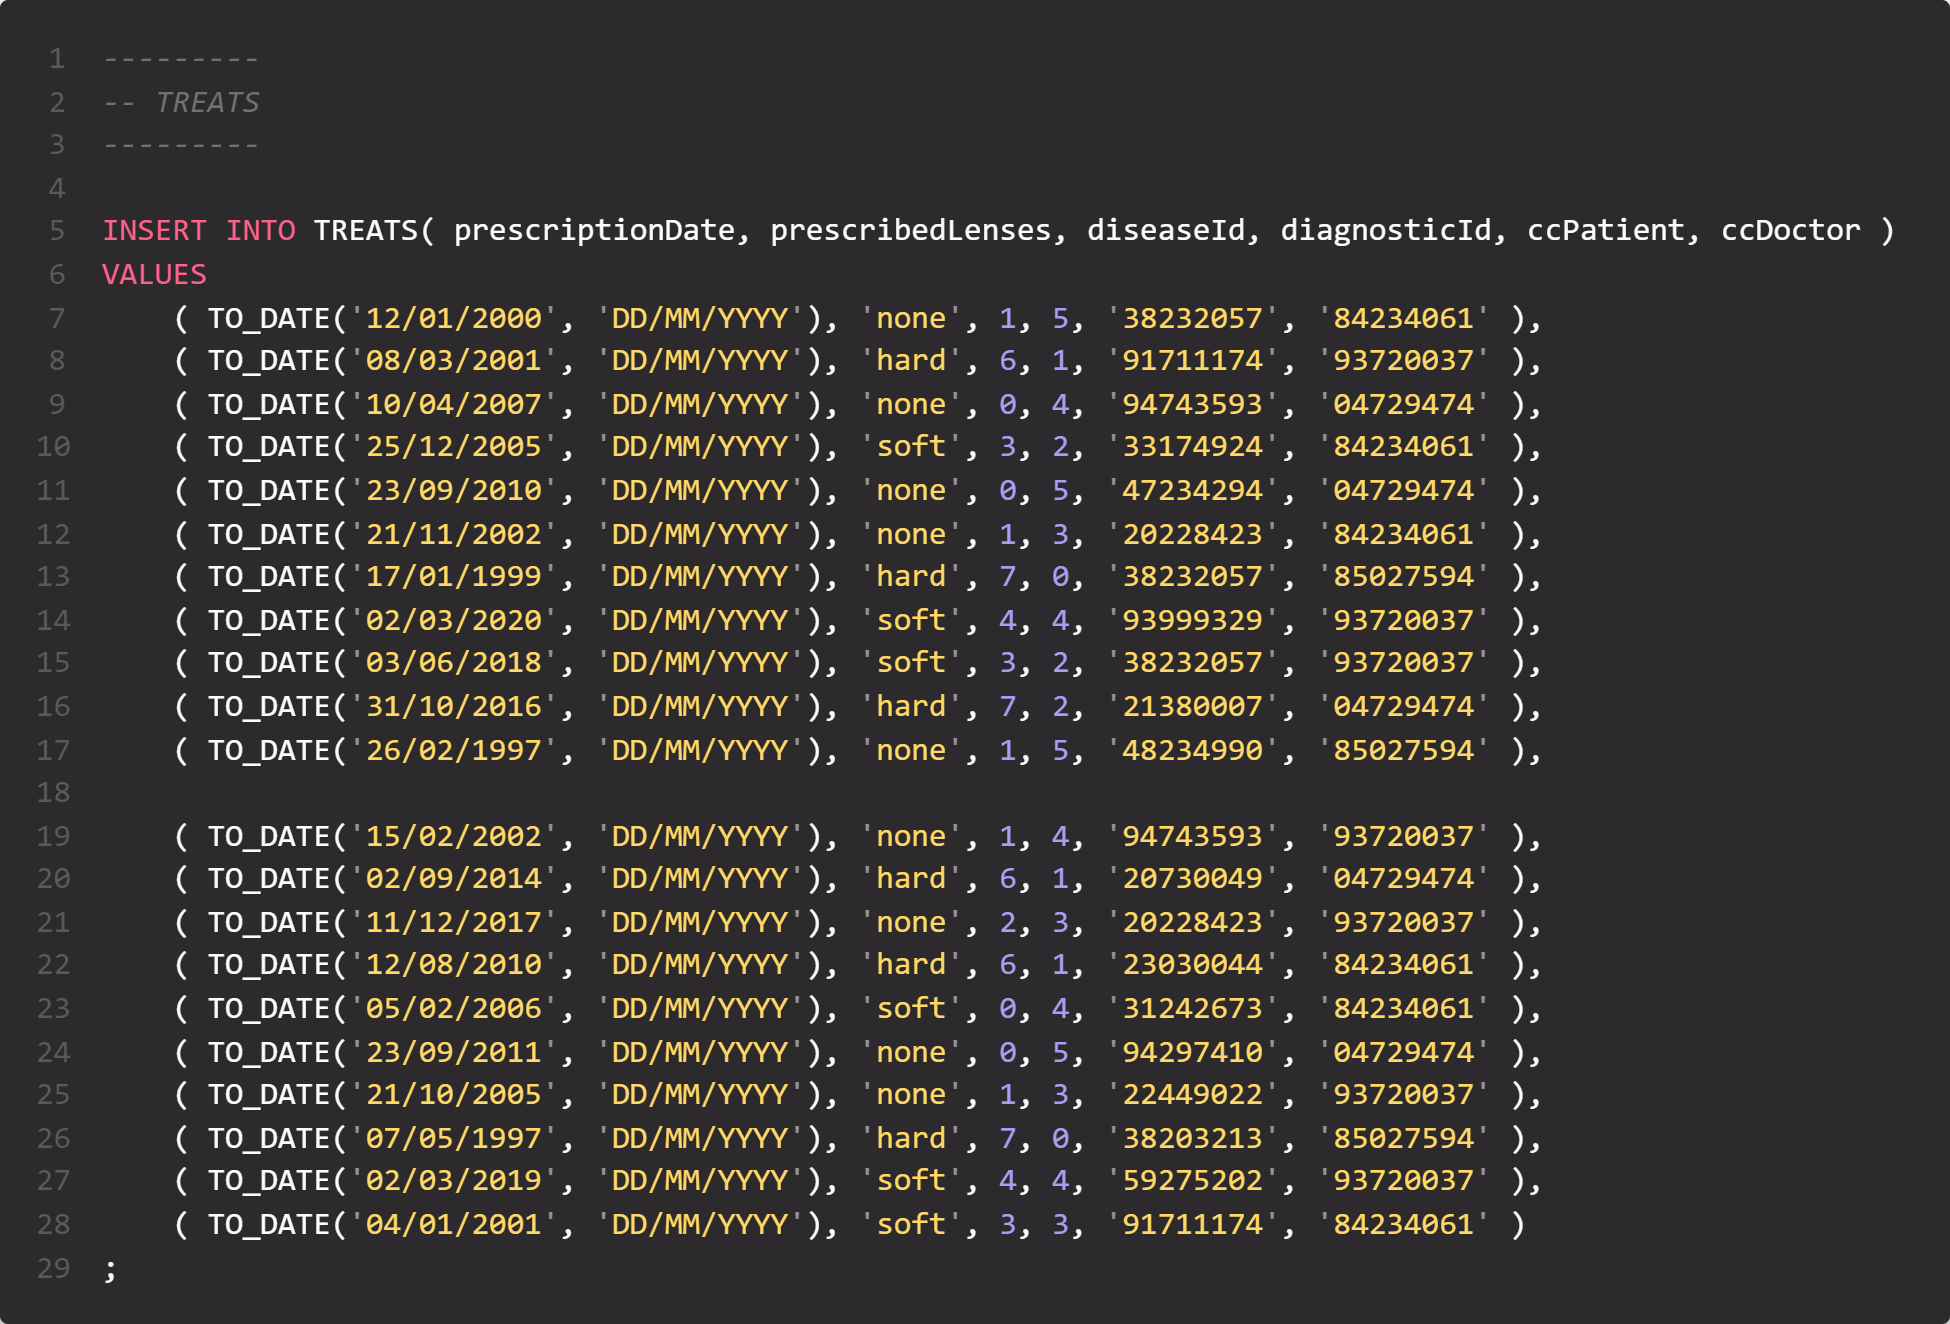 1 ---------
2 -- TREATS
3 ---------
4
5 INSERT INTO TREATS( prescriptionDate, prescribedLenses, diseaseId, diagnosticId, ccPatient, ccDoctor )
6 VALUES
7     ( TO_DATE('12/01/2000', 'DD/MM/YYYY'), 'none', 1, 5, '38232057', '84234061' ),
8     ( TO_DATE('08/03/2001', 'DD/MM/YYYY'), 'hard', 6, 1, '91711174', '93720037' ),
9     ( TO_DATE('10/04/2007', 'DD/MM/YYYY'), 'none', 0, 4, '94743593', '04729474' ),
10     ( TO_DATE('25/12/2005', 'DD/MM/YYYY'), 'soft', 3, 2, '33174924', '84234061' ),
11     ( TO_DATE('23/09/2010', 'DD/MM/YYYY'), 'none', 0, 5, '47234294', '04729474' ),
12     ( TO_DATE('21/11/2002', 'DD/MM/YYYY'), 'none', 1, 3, '20228423', '84234061' ),
13     ( TO_DATE('17/01/1999', 'DD/MM/YYYY'), 'hard', 7, 0, '38232057', '85027594' ),
14     ( TO_DATE('02/03/2020', 'DD/MM/YYYY'), 'soft', 4, 4, '93999329', '93720037' ),
15     ( TO_DATE('03/06/2018', 'DD/MM/YYYY'), 'soft', 3, 2, '38232057', '93720037' ),
16     ( TO_DATE('31/10/2016', 'DD/MM/YYYY'), 'hard', 7, 2, '21380007', '04729474' ),
17     ( TO_DATE('26/02/1997', 'DD/MM/YYYY'), 'none', 1, 5, '48234990', '85027594' ),
18
19     ( TO_DATE('15/02/2002', 'DD/MM/YYYY'), 'none', 1, 4, '94743593', '93720037' ),
20     ( TO_DATE('02/09/2014', 'DD/MM/YYYY'), 'hard', 6, 1, '20730049', '04729474' ),
21     ( TO_DATE('11/12/2017', 'DD/MM/YYYY'), 'none', 2, 3, '20228423', '93720037' ),
22     ( TO_DATE('12/08/2010', 'DD/MM/YYYY'), 'hard', 6, 1, '23030044', '84234061' ),
23     ( TO_DATE('05/02/2006', 'DD/MM/YYYY'), 'soft', 0, 4, '31242673', '84234061' ),
24     ( TO_DATE('23/09/2011', 'DD/MM/YYYY'), 'none', 0, 5, '94297410', '04729474' ),
25     ( TO_DATE('21/10/2005', 'DD/MM/YYYY'), 'none', 1, 3, '22449022', '93720037' ),
26     ( TO_DATE('07/05/1997', 'DD/MM/YYYY'), 'hard', 7, 0, '38203213', '85027594' ),
27     ( TO_DATE('02/03/2019', 'DD/MM/YYYY'), 'soft', 4, 4, '59275202', '93720037' ),
28     ( TO_DATE('04/01/2001', 'DD/MM/YYYY'), 'soft', 3, 3, '91711174', '84234061' )
29 ;